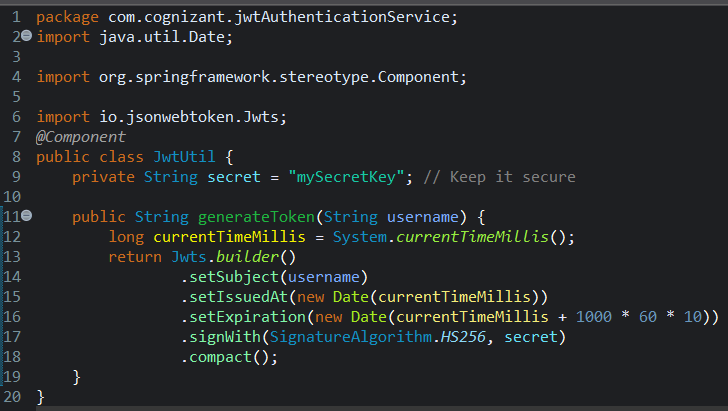 1 package com.cognizant.jwtAuthenticationService;
2 import java.util.Date;
3
4 import org.springframework.stereotype.Component;
5
6 import io.jsonwebtoken.Jwts;
7 @Component
8 public class JwtUtil {
9     private String secret = "mySecretKey"; // Keep it secure
10
11     public String generateToken(String username) {
12         long currentTimeMillis = System.currentTimeMillis();
13         return Jwts.builder()
14                 .setSubject(username)
15                 .setIssuedAt(new Date(currentTimeMillis))
16                 .setExpiration(new Date(currentTimeMillis + 1000 * 60 * 10))
17                 .signWith(SignatureAlgorithm.HS256, secret)
18                 .compact();
19     }
20 }